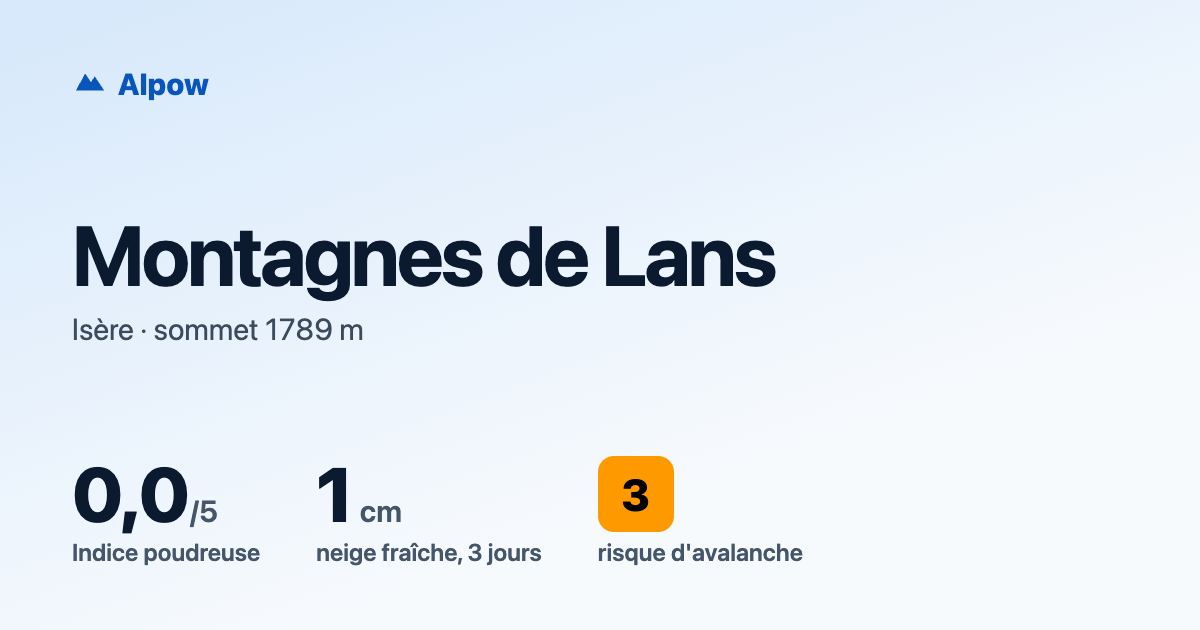 Alpow
Montagnes de Lans
Isère · sommet 1789 m
0,0/5
Indice poudreuse
1 cm
neige fraîche, 3 jours
3
risque d'avalanche